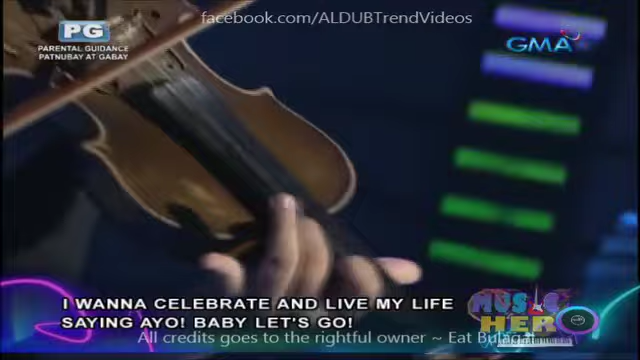 facebook.com/ALDUBTrendVideos
PG
PARENTAL GUIDANCE
PATNUBAY AT GABAY
GMA
I WANNA CELEBRATE AND LIVE MY LIFE
SAYING AYO! BABY LET'S GO!
MUSIC
HERO
All credits goes to the rightful owner ~ Eat Bulaga!